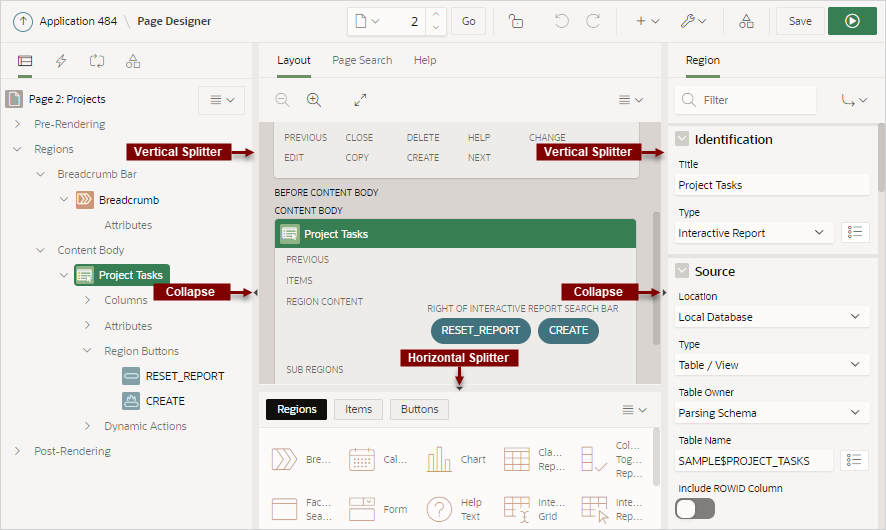 Application 484 \ Page Designer
2
Go
Save
Page 2: Projects
Pre-Rendering
Regions
Breadcrumb Bar
Breadcrumb
Attributes
Content Body
Project Tasks
Columns
Attributes
Region Buttons
RESET_REPORT
CREATE
Dynamic Actions
Post-Rendering
Vertical Splitter
Collapse
Layout Page Search Help
PREVIOUS CLOSE DELETE HELP CHANGE
EDIT COPY CREATE NEXT
BEFORE CONTENT BODY
CONTENT BODY
Project Tasks
PREVIOUS
ITEMS
REGION CONTENT
RIGHT OF INTERACTIVE REPORT SEARCH BAR
RESET_REPORT CREATE
SUB REGIONS
Horizontal Splitter
Vertical Splitter
Collapse
Regions Items Buttons
Bre... Cal... Chart Cla... Rep... Col... Tog... Rep...
Fac... Sea... Form Help Text Inte... Grid Inte... Rep...
Region
Filter
Identification
Title
Project Tasks
Type
Interactive Report
Source
Location
Local Database
Type
Table / View
Table Owner
Parsing Schema
Table Name
SAMPLE$PROJECT_TASKS
Include ROWID Column